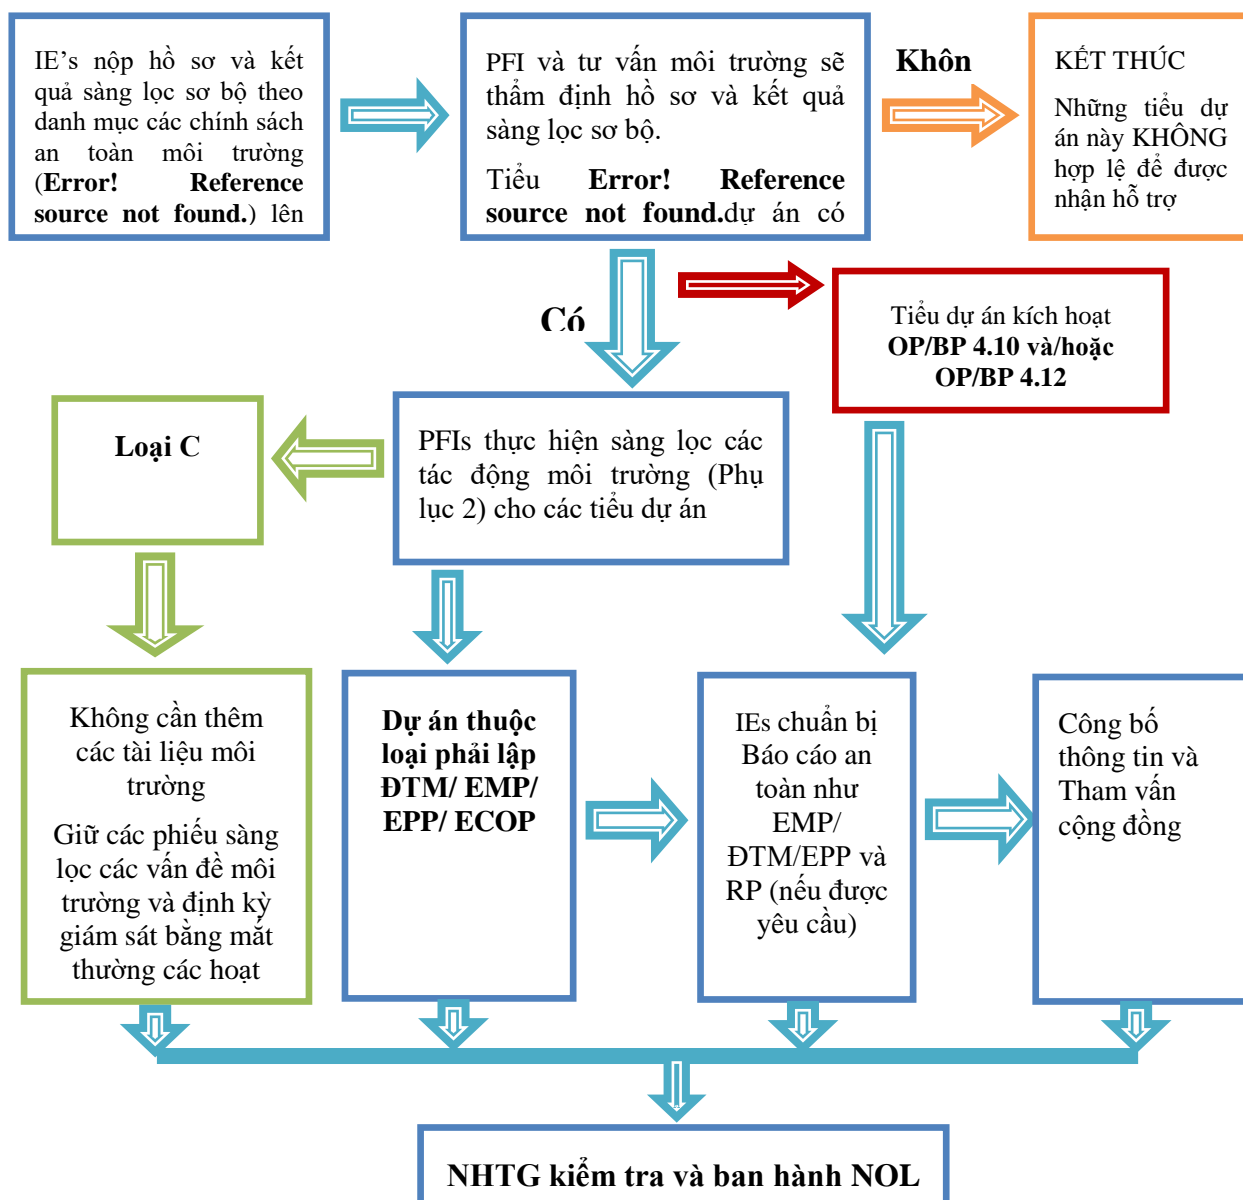 IE’s nộp hồ sơ và kết
quả sàng lọc sơ bộ theo
danh mục các chính sách
an toàn môi trường
(Error! Reference
source not found.) lên
PFI và tư vấn môi trường sẽ
thẩm định hồ sơ và kết quả
sàng lọc sơ bộ.
Tiểu Error! Reference
source not found.dự án có
Khôn
KẾT THÚC
Những tiểu dự
án này KHÔNG
hợp lệ để được
nhận hỗ trợ
Có
Tiểu dự án kích hoạt
OP/BP 4.10 và/hoặc
OP/BP 4.12
Loại C
PFIs thực hiện sàng lọc các
tác động môi trường (Phụ
lục 2) cho các tiểu dự án
Không cần thêm
các tài liệu môi
trường
Giữ các phiếu sàng
lọc các vấn đề môi
trường và định kỳ
giám sát bằng mắt
thường các hoạt
Dự án thuộc
loại phải lập
ĐTM/ EMP/
EPP/ ECOP
IEs chuẩn bị
Báo cáo an
toàn như
EMP/
ĐTM/EPP và
RP (nếu được
yêu cầu)
Công bố
thông tin và
Tham vấn
cộng đồng
NHTG kiểm tra và ban hành NOL